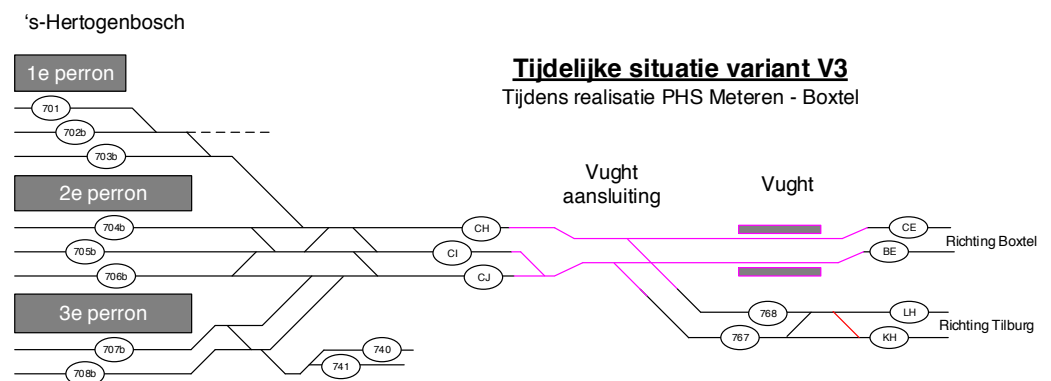 's-Hertogenbosch
Tijdelijke situatie variant V3
Tijdens realisatie PHS Meteren - Boxtel
1e perron
701
702b
703b
2e perron
704b
705b
706b
3e perron
707b
708b
740
741
CH
CI
CJ
Vught
aansluiting
Vught
CE
BE
Richting Boxtel
768
767
LH
KH
Richting Tilburg